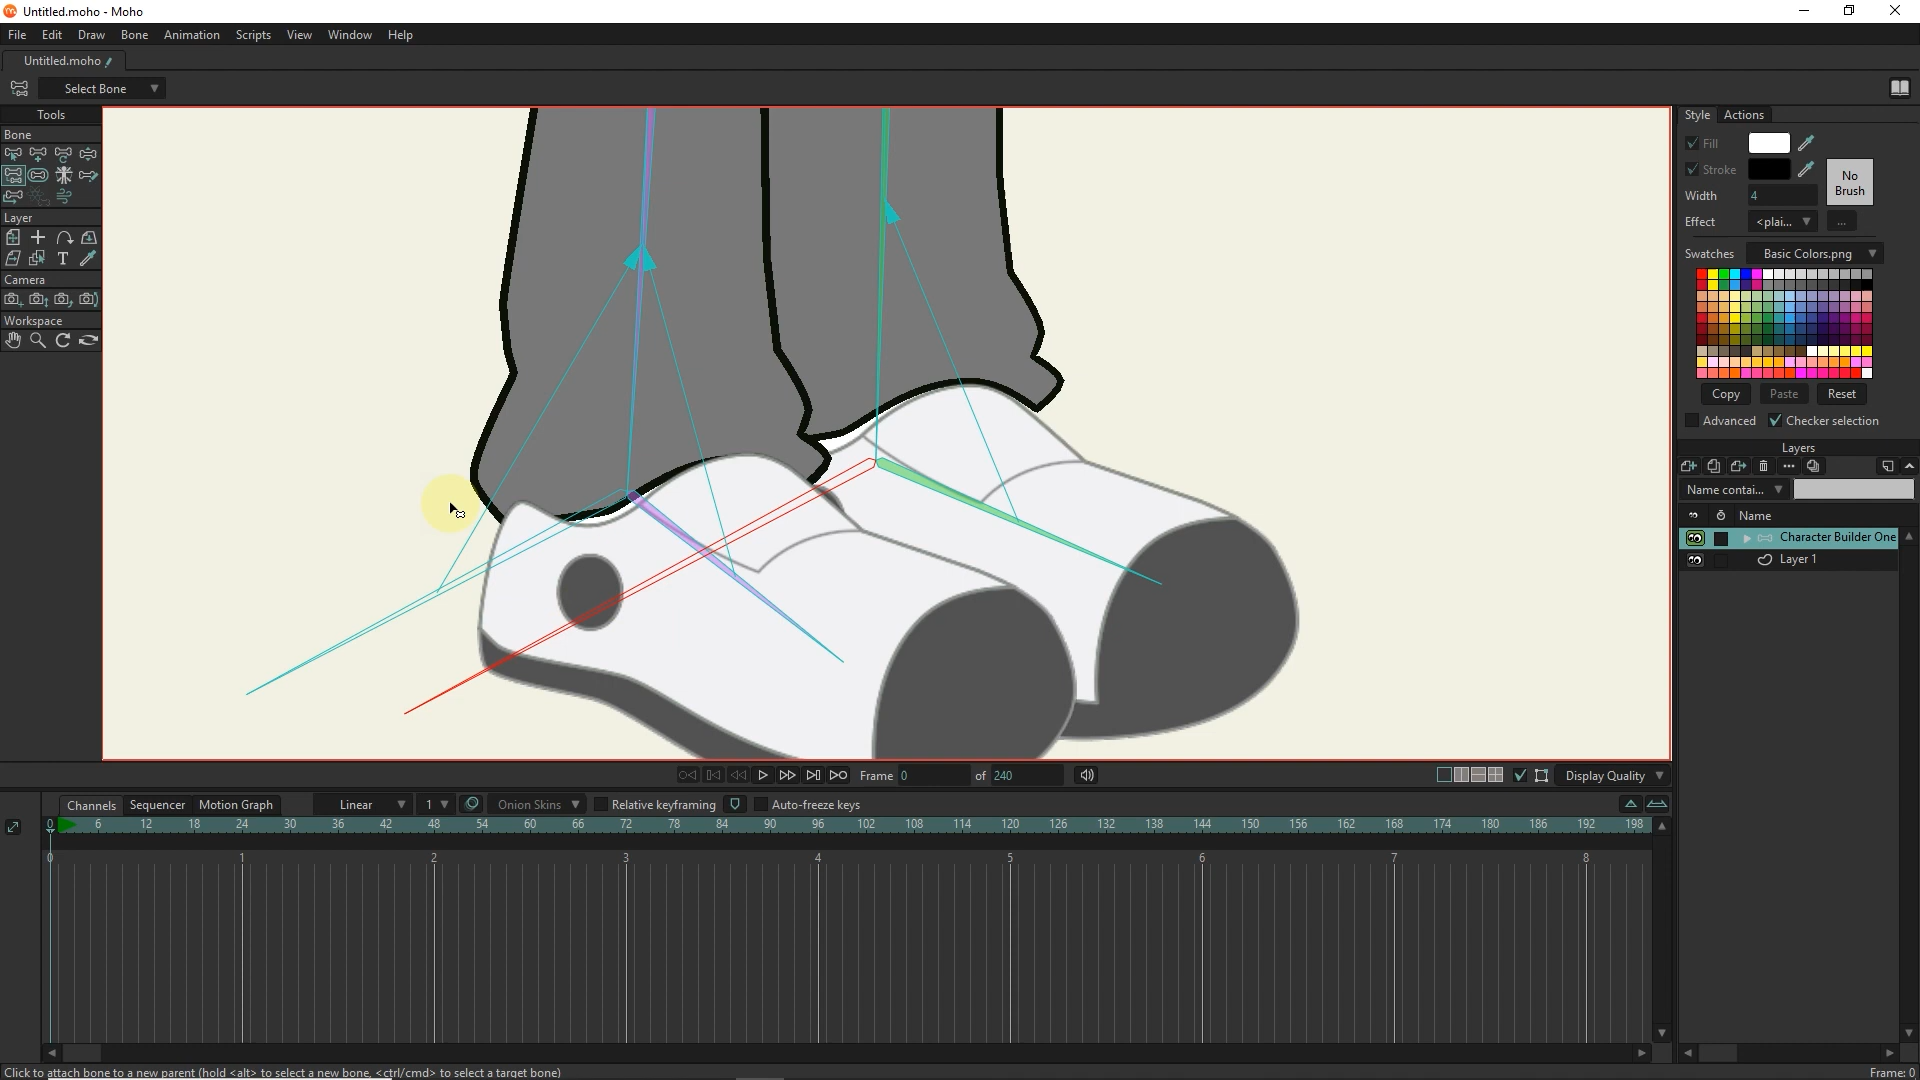 Untitled.moho - Moho
File Edit Draw Bone Animation Scripts View Window Help
Untitled.moho
Select Bone
Tools
Bone
Layer
Camera
Workspace
Style Actions
Fill
Stroke
No Brush
Width 4
Effect <plai... ...
Swatches Basic Colors.png
Copy Paste Reset
Advanced Checker selection
Layers
Name contai...
Name
Character Builder One
Layer 1
Frame 0 of 240
Display Quality
Channels Sequencer Motion Graph Linear 1 Onion Skins Relative keyframing Auto-freeze keys
0 6 12 18 24 30 36 42 48 54 60 66 72 78 84 90 96 102 108 114 120 126 132 138 144 150 156 162 168 174 180 186 192 198
0 1 2 3 4 5 6 7 8
Click to attach bone to a new parent (hold <alt> to select a new bone, <ctrl/cmd> to select a target bone)
Frame: 0